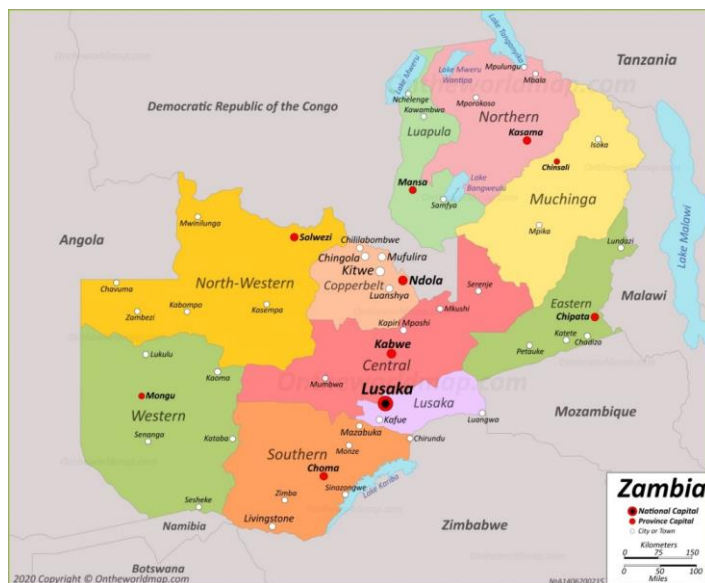 Lake Tanganyika
Tanzania
Lake Mweru
Lake Mweru
Wantipa
Mpulungu
Mbala
Nchelenge
Mporokoso
Kawambwa
Democratic Republic of the Congo
Northern
Luapula
Kasama
Isoka
Chinsali
Mansa
Lake
Bangweulu
Samfya
Muchinga
Mwinilunga
Mpika
Solwezi
Angola
Chililabombwe
Lundazi
Lake Malawi
Chingola
Mufulira
Kitwe
Ndola
Copperbelt
North-Western
Luanshya
Chavuma
Serenje
Malawi
Eastern
Kabompo
Kasempa
Mkushi
Zambezi
Chipata
Kapiri Mposhi
Katete
Chadiza
Petauke
Lukulu
Kabwe
Central
Kaoma
Mumbwa
Ontheworldmap.com
Lusaka
Mongu
Lusaka
Western
Kafue
Luangwa
Mozambique
Mazabuka
Senanga
Kataba
Chirundu
Monze
Southern
Choma
Lake Kariba
Sinazongwe
Zimba
Sesheke
Livingstone
Namibia
Zimbabwe
Botswana
Zambia
National Capital
Province Capital
City or Town
Kilometers
0 75 150
0 50 100
Miles
2020 Copyright © Ontheworldmap.com